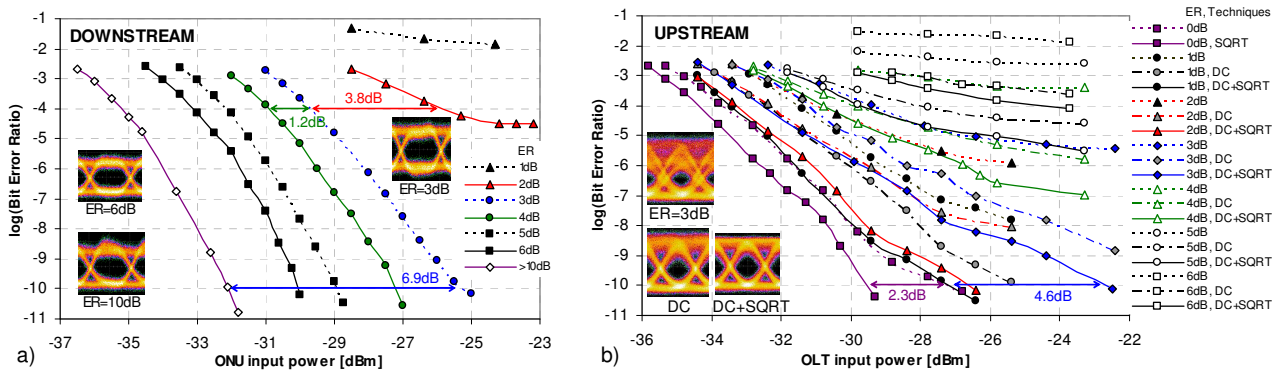 DOWNSTREAM
log(Bit Error Ratio)
-1
-2
-3
-4
-5
-6
-7
-8
-9
-10
-11
-37
-35
-33
-31
-29
-27
-25
-23
ONU input power [dBm]
a)
3.8dB
1.2dB
6.9dB
ER=6dB
ER=10dB
ER=3dB
ER
1dB
2dB
3dB
4dB
5dB
6dB
>10dB
UPSTREAM
log(Bit Error Ratio)
-1
-2
-3
-4
-5
-6
-7
-8
-9
-10
-11
-36
-34
-32
-30
-28
-26
-24
-22
OLT input power [dBm]
b)
ER=3dB
DC
DC+SQRT
2.3dB
4.6dB
ER, Techniques
0dB
0dB, SQRT
1dB
1dB, DC
1dB, DC+SQRT
2dB
2dB, DC
2dB, DC+SQRT
3dB
3dB, DC
3dB, DC+SQRT
4dB
4dB, DC
4dB, DC+SQRT
5dB
5dB, DC
5dB, DC+SQRT
6dB
6dB, DC
6dB, DC+SQRT